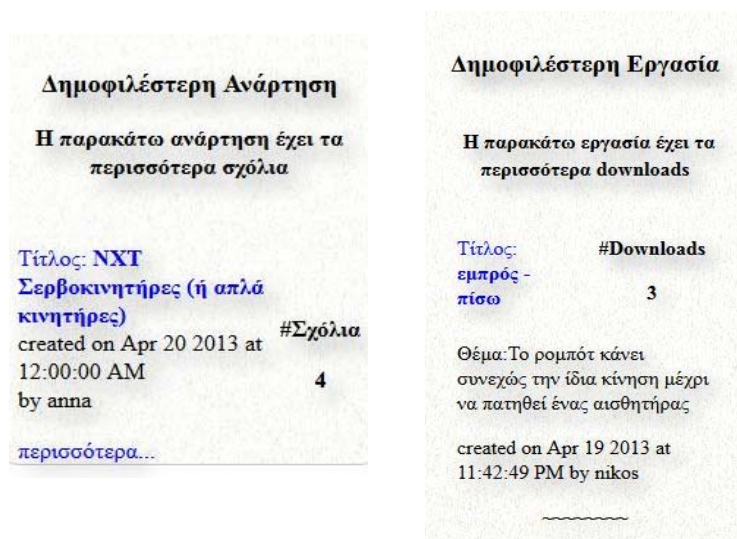 Δημοφιλέστερη Ανάρτηση
Η παρακάτω ανάρτηση έχει τα
περισσότερα σχόλια
Τίτλος: NXT
Σερβοκινητήρες (ή απλά
κινητήρες)
created on Apr 20 2013 at
12:00:00 AM
by anna
#Σχόλια
4
περισσότερα...
Δημοφιλέστερη Εργασία
Η παρακάτω εργασία έχει τα
περισσότερα downloads
Τίτλος:
εμπρός -
πίσω
#Downloads
3
Θέμα:Το ρομπότ κάνει
συνεχώς την ίδια κίνηση μέχρι
να πατηθεί ένας αισθητήρας
created on Apr 19 2013 at
11:42:49 PM by nikos
~~~~~~~~